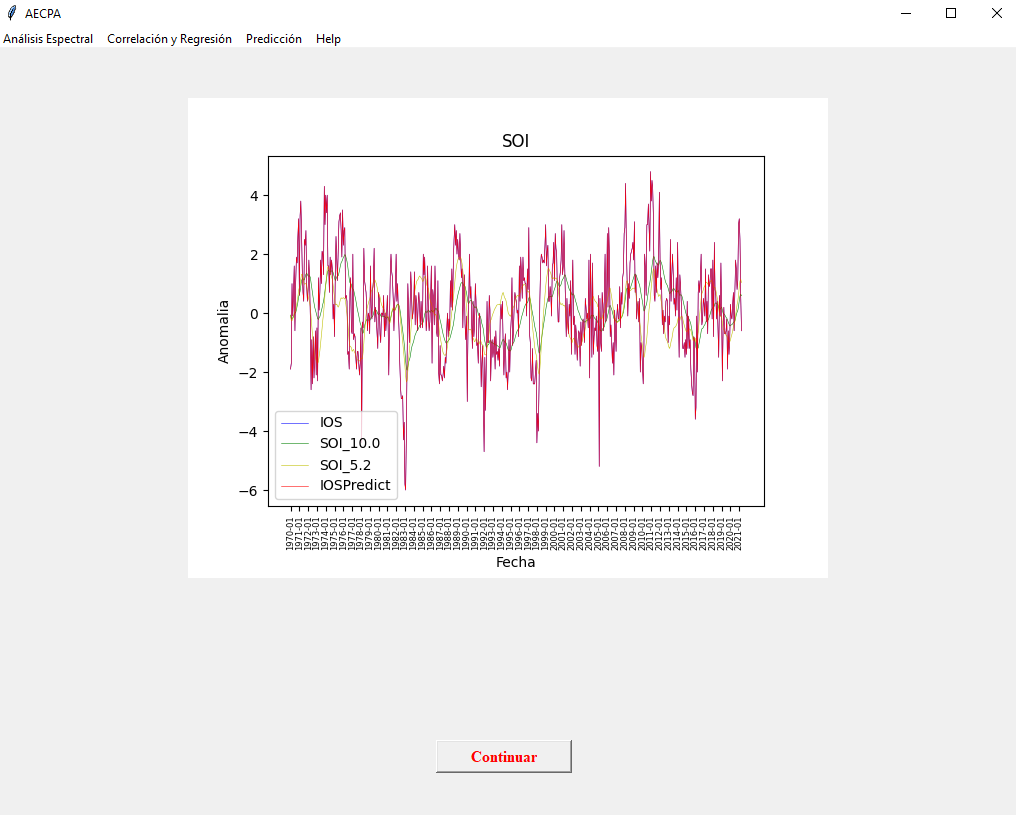 AECPA
Análisis Espectral Correlación y Regresión Predicción Help
SOI
Anomalia
4
2
0
−2
−4
−6
IOS
SOI_10.0
SOI_5.2
IOSPredict
1970-01 1971-01 1972-01 1973-01 1974-01 1975-01 1976-01 1977-01 1978-01 1979-01 1980-01 1981-01 1982-01 1983-01 1984-01 1985-01 1986-01 1987-01 1988-01 1989-01 1990-01 1991-01 1992-01 1993-01 1994-01 1995-01 1996-01 1997-01 1998-01 1999-01 2000-01 2001-01 2002-01 2003-01 2004-01 2005-01 2006-01 2007-01 2008-01 2009-01 2010-01 2011-01 2012-01 2013-01 2014-01 2015-01 2016-01 2017-01 2018-01 2019-01 2020-01 2021-01
Fecha
Continuar